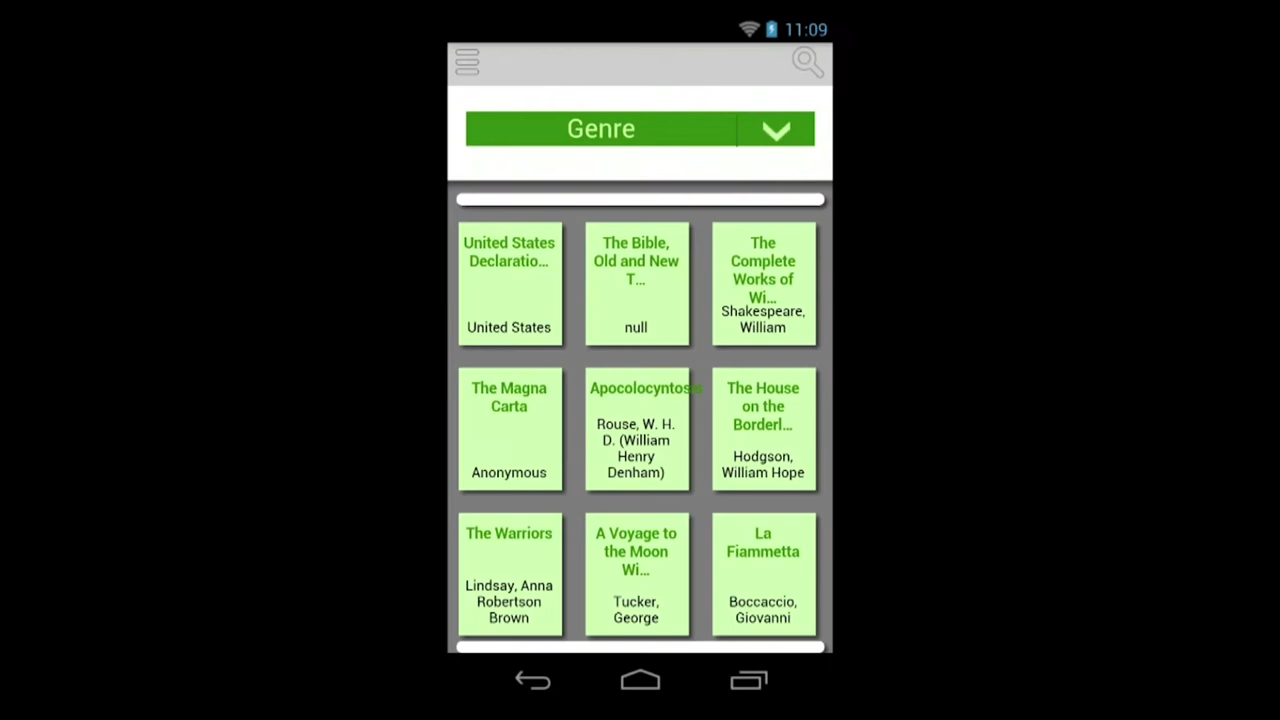 11:09
Genre
United States
Declaratio...
United States
The Bible,
Old and New
T...
null
The
Complete
Works of
Wi...
Shakespeare,
William
The Magna
Carta
Anonymous
Apocolocyntosis
Rouse, W. H.
D. (William
Henry
Denham)
The House
on the
Borderl...
Hodgson,
William Hope
The Warriors
Lindsay, Anna
Robertson
Brown
A Voyage to
the Moon
Wi...
Tucker,
George
La
Fiammetta
Boccaccio,
Giovanni